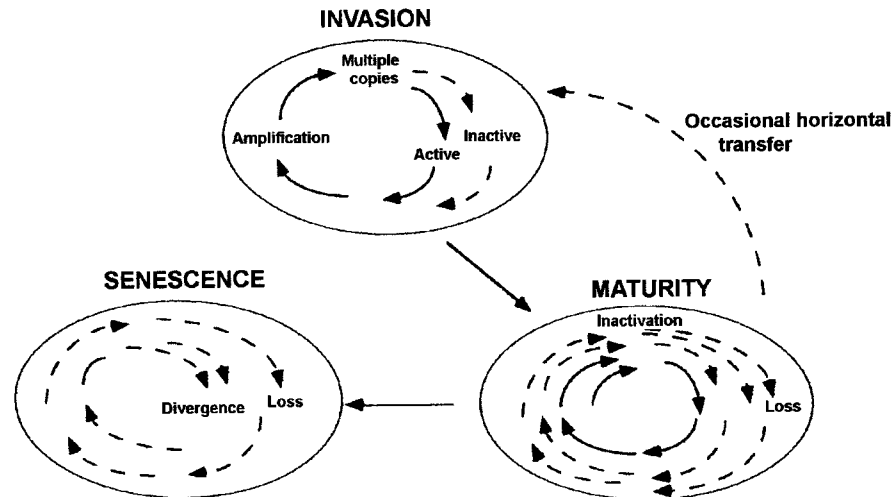 INVASION
Multiple
copies
Amplification
Inactive
Active
Occasional horizontal
transfer
SENESCENCE
MATURITY
Inactivation
Divergence
Loss
Loss